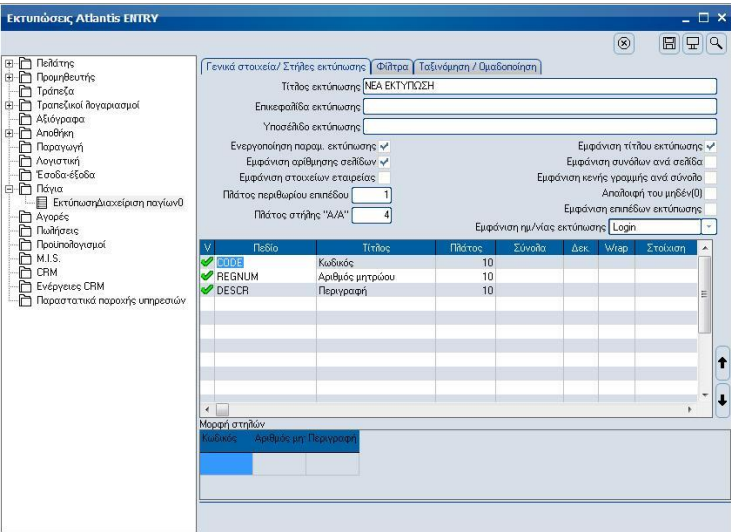 Εκτυπώσεις Atlantis ENTRY
Πελάτης
Προμηθευτής
Τράπεζα
Τραπεζικοί λογαριασμοί
Αξιόγραφα
Αποθήκη
Παραγωγή
Λογιστική
Έσοδα-έξοδα
Πάγια
ΕκτύπωσηΔιαχείριση παγίων0
Αγορές
Πωλήσεις
Προϋπολογισμοί
M.I.S.
CRM
Ενέργειες CRM
Παραστατικά παροχής υπηρεσιών
Γενικά στοιχεία/ Στήλες εκτύπωσης Φίλτρα Ταξινόμηση / Ομαδοποίηση
Τίτλος εκτύπωσης ΝΕΑ ΕΚΤΥΠΩΣΗ
Επικεφαλίδα εκτύπωσης
Υποσέλιδο εκτύπωσης
Ενεργοποίηση παραμ. εκτύπωσης Εμφάνιση τίτλου εκτύπωσης
Εμφάνιση αρίθμησης σελίδων Εμφάνιση συνόλων ανά σελίδα
Εμφάνιση στοιχείων εταιρείας Εμφάνιση κενής γραμμής ανά σύνολο
Πλάτος περιθωρίου επιπέδου 1 Απαλοιφή του μηδέν(0)
Εμφάνιση επιπέδων εκτύπωσης
Πλάτος στήλης "Α/Α" 4
Εμφάνιση ημ/νίας εκτύπωσης Login
V Πεδίο Τίτλος Πλάτος Σύνολο Δεκ. Wrap Στοίχιση
CODE Κωδικός 10
REGNUM Αριθμός μητρώου 10
DESCR Περιγραφή 10
Μορφή στηλών
Κωδικός Αριθμός μητ Περιγραφή